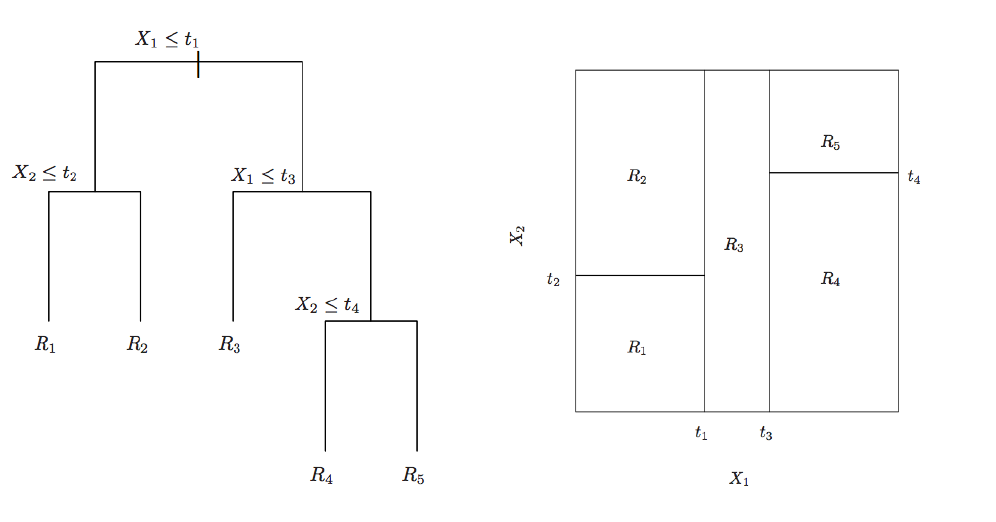 X₁ ≤ t₁
X₂ ≤ t₂
X₁ ≤ t₃
X₂ ≤ t₄
R₁
R₂
R₃
R₄
R₅
R₅
R₂
t₄
X₂
R₃
t₂
R₄
R₁
t₁
t₃
X₁